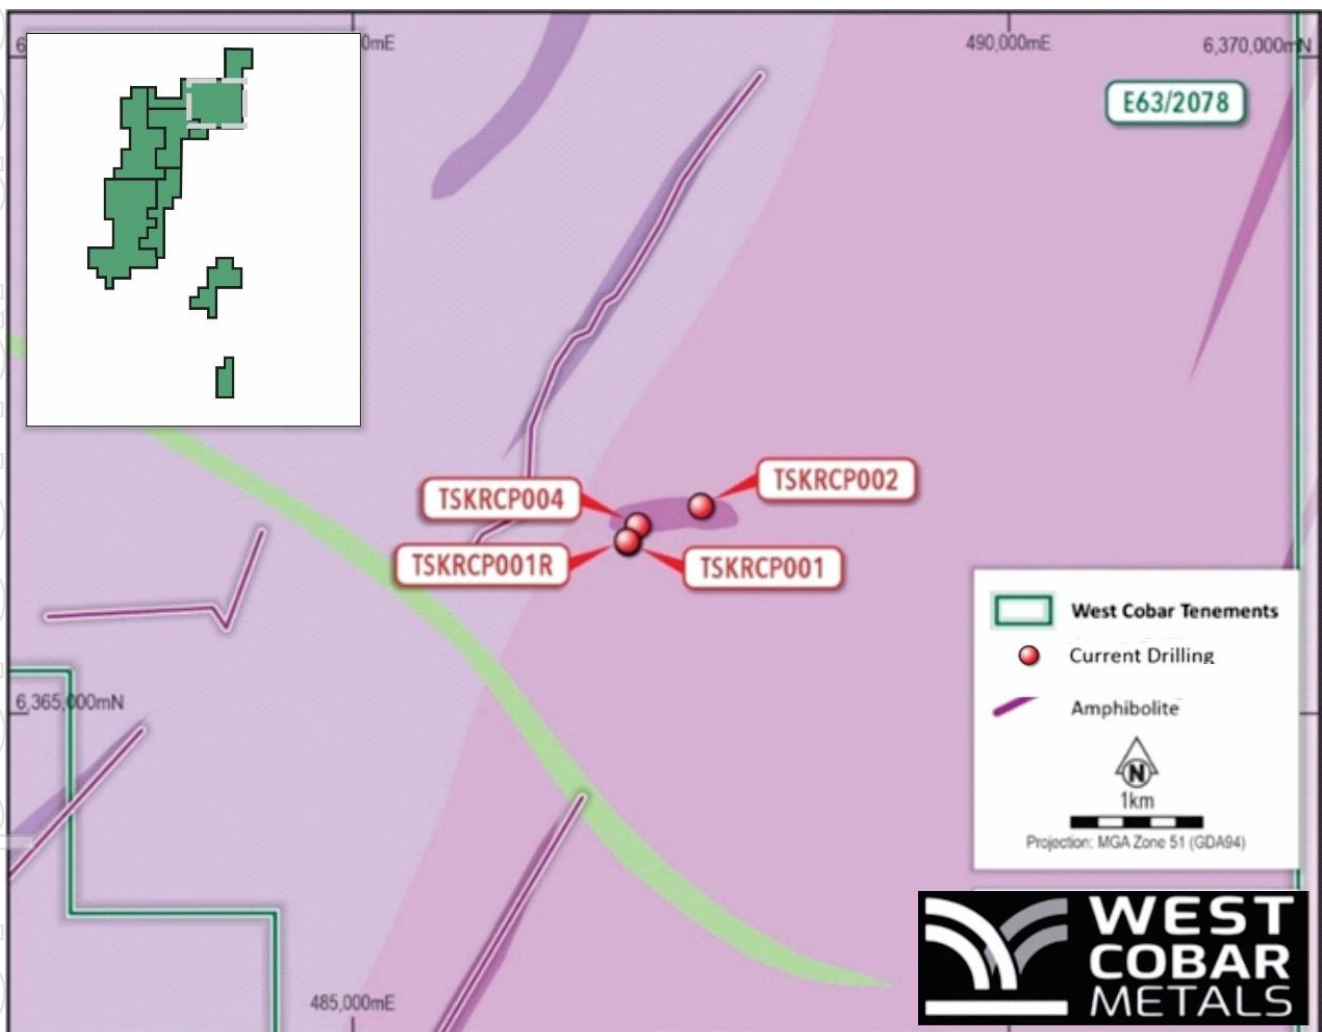 0mE
490,000mE
6,370,000mN
E63/2078
TSKRCP002
TSKRCP004
TSKRCP001R
TSKRCP001
West Cobar Tenements
Current Drilling
Amphibolite
N
1km
Projection: MGA Zone 51 (GDA94)
6,365,000mN
485,000mE
WEST
COBAR
METALS